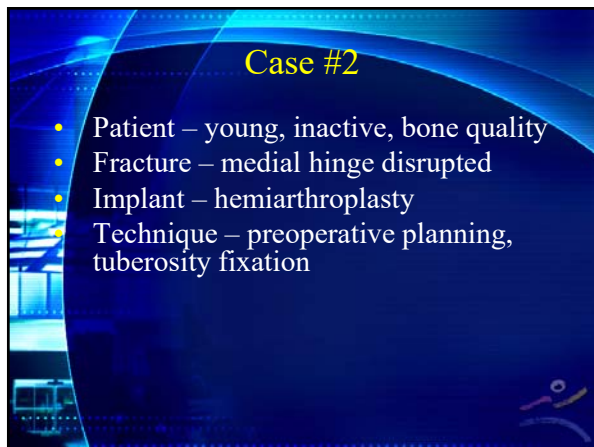 Case #2
• Patient – young, inactive, bone quality
• Fracture – medial hinge disrupted
• Implant – hemiarthroplasty
• Technique – preoperative planning,
tuberosity fixation